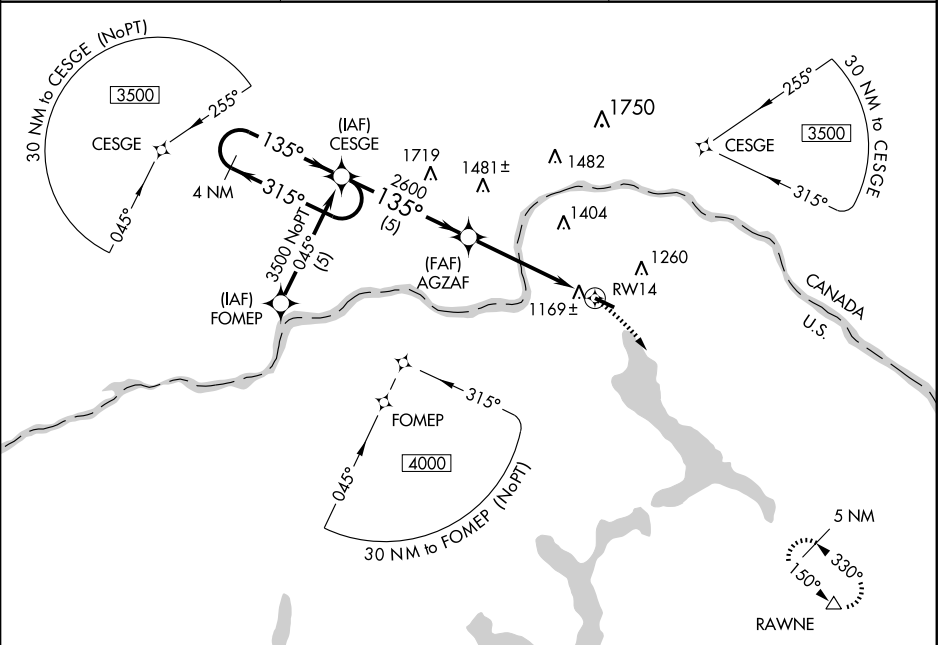 30 NM to CESGE (NoPT)
3500
255°
CESGE
045°
(IAF)
CESGE
135°
4 NM
315°
3500 NoPT
045°
(5)
(IAF)
FOMEP
1719
2600
135°
(5)
1481±
(FAF)
AGZAF
1750
1482
1404
1260
RW14
1169±
255°
30 NM to CESGE
3500
CESGE
315°
CANADA
U.S.
315°
FOMEP
4000
045°
30 NM to FOMEP (NoPT)
5 NM
330°
150°
RAWNE